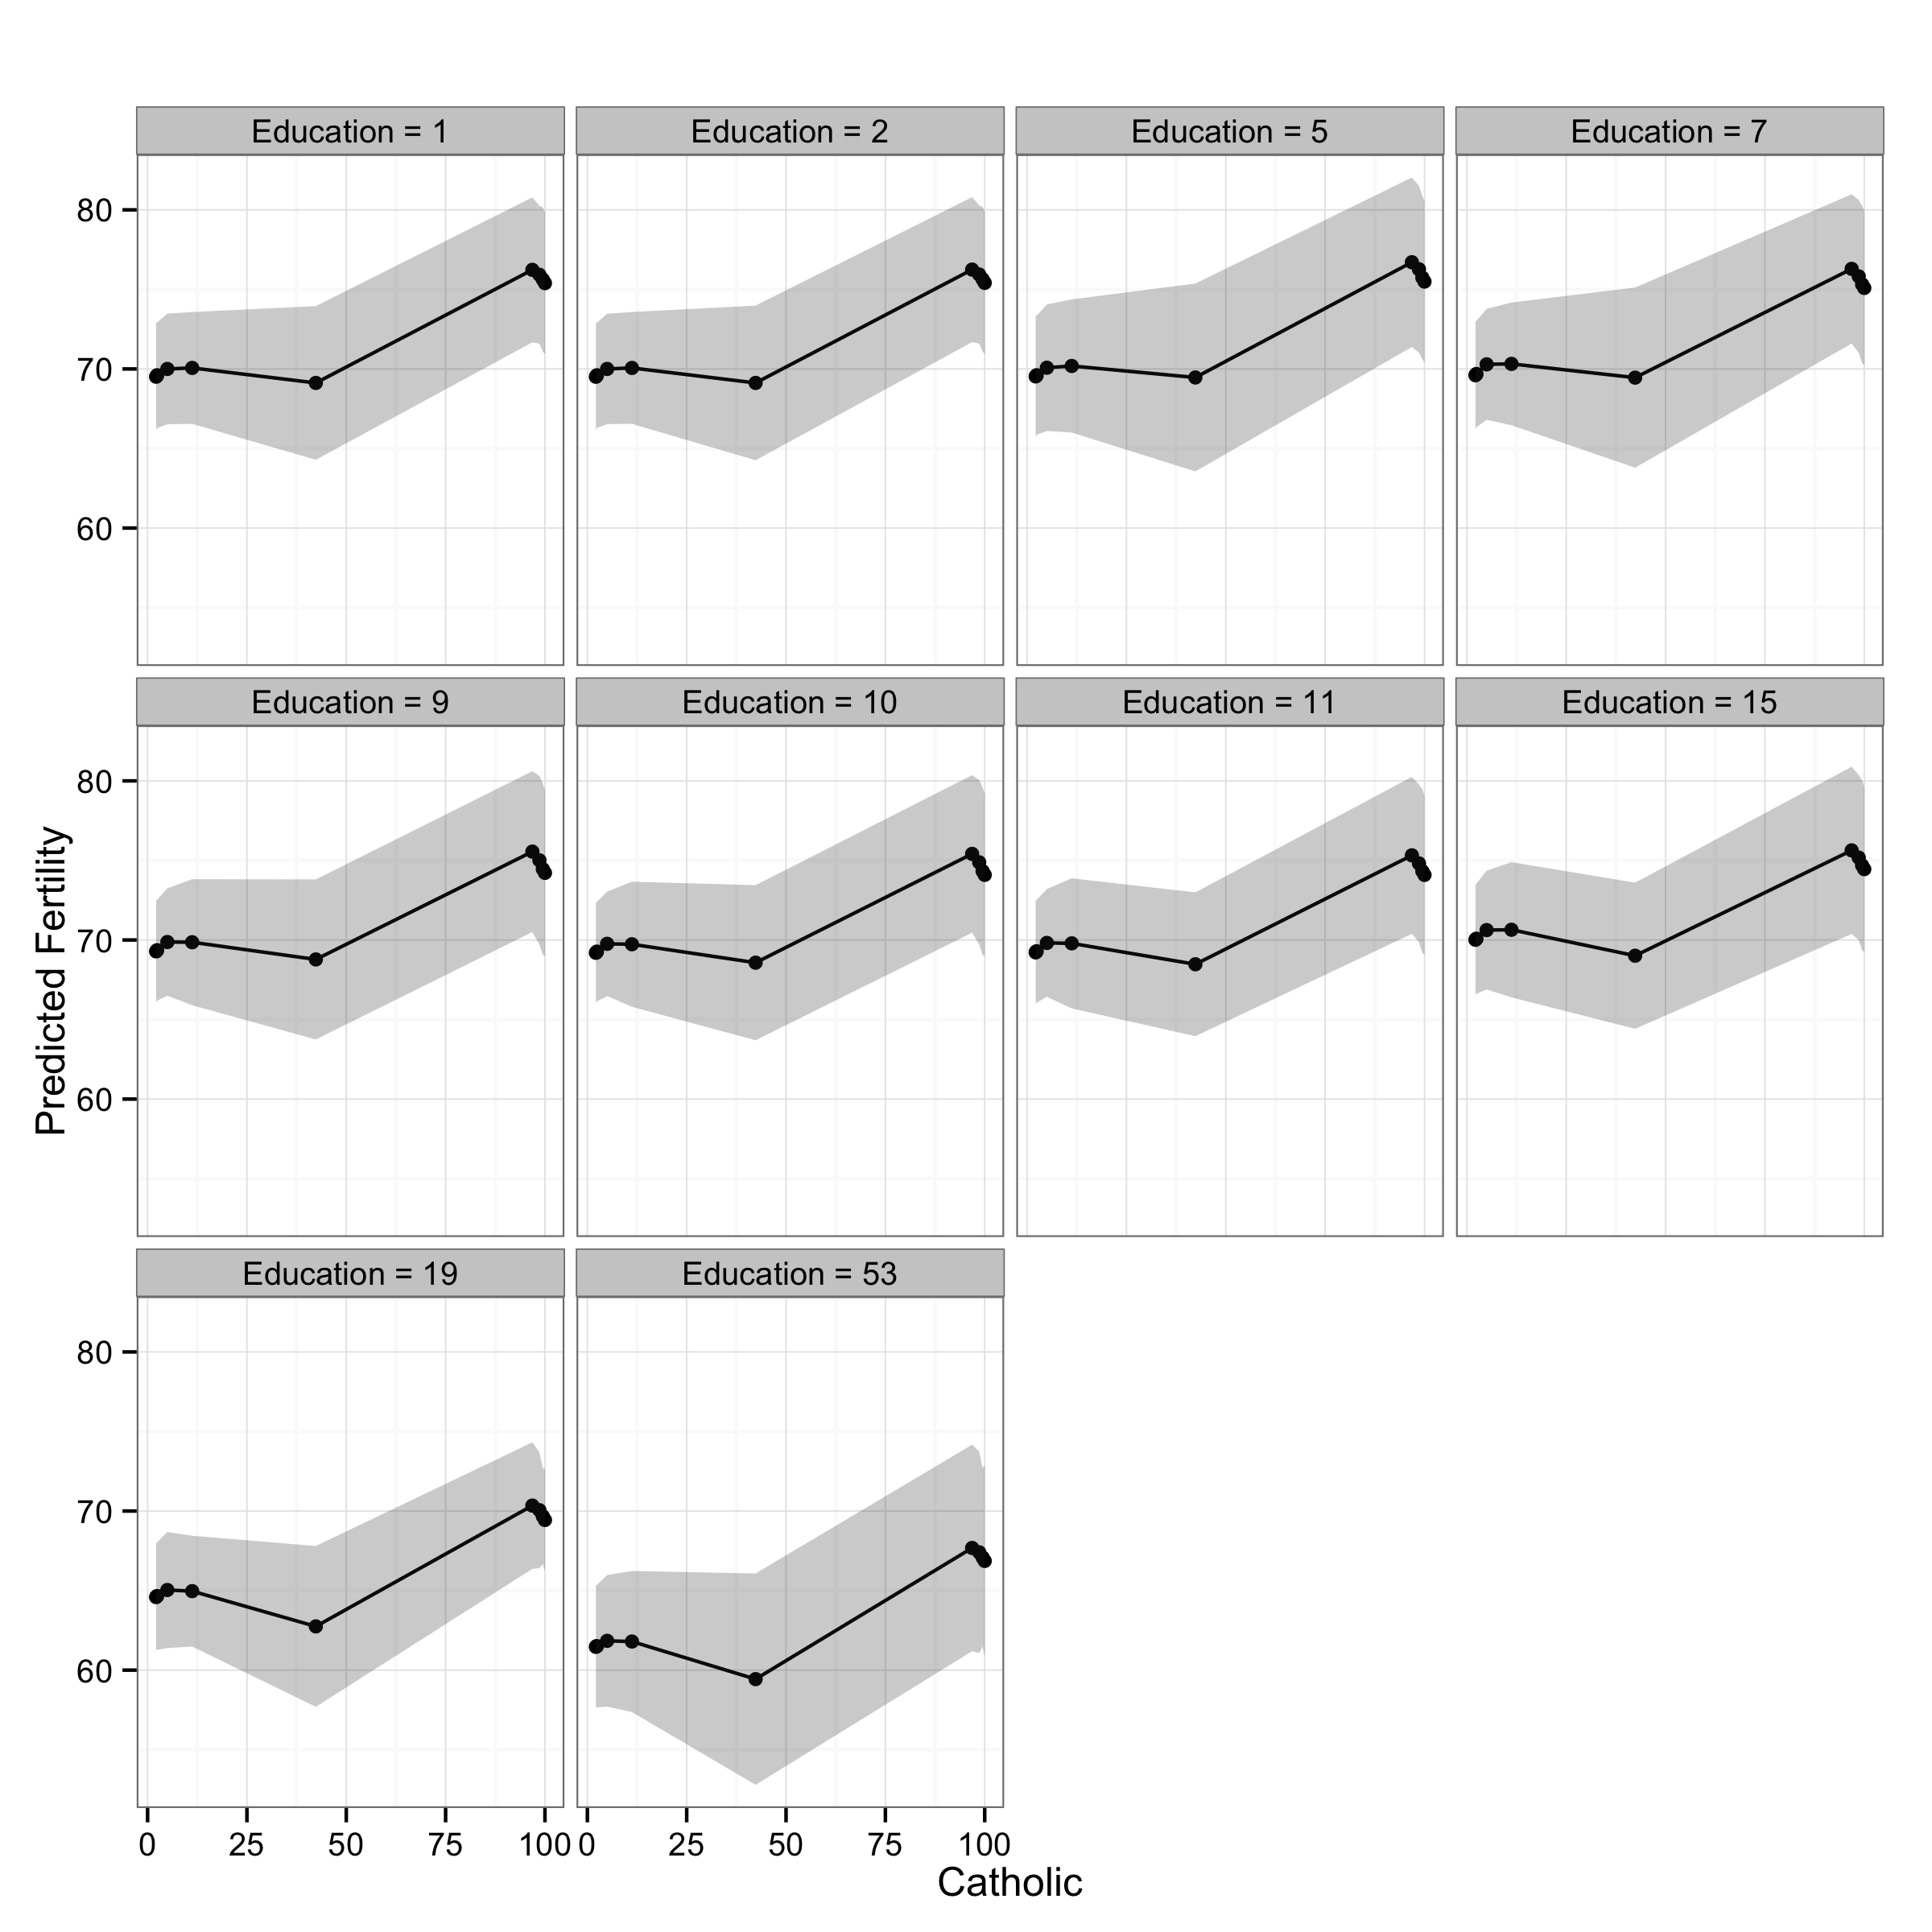 Education = 1
Education = 2
Education = 5
Education = 7
80
70
60
Education = 9
Education = 10
Education = 11
Education = 15
80
70
60
Predicted Fertility
Education = 19
Education = 53
80
70
60
0 25 50 75 100
0 25 50 75 100
Catholic